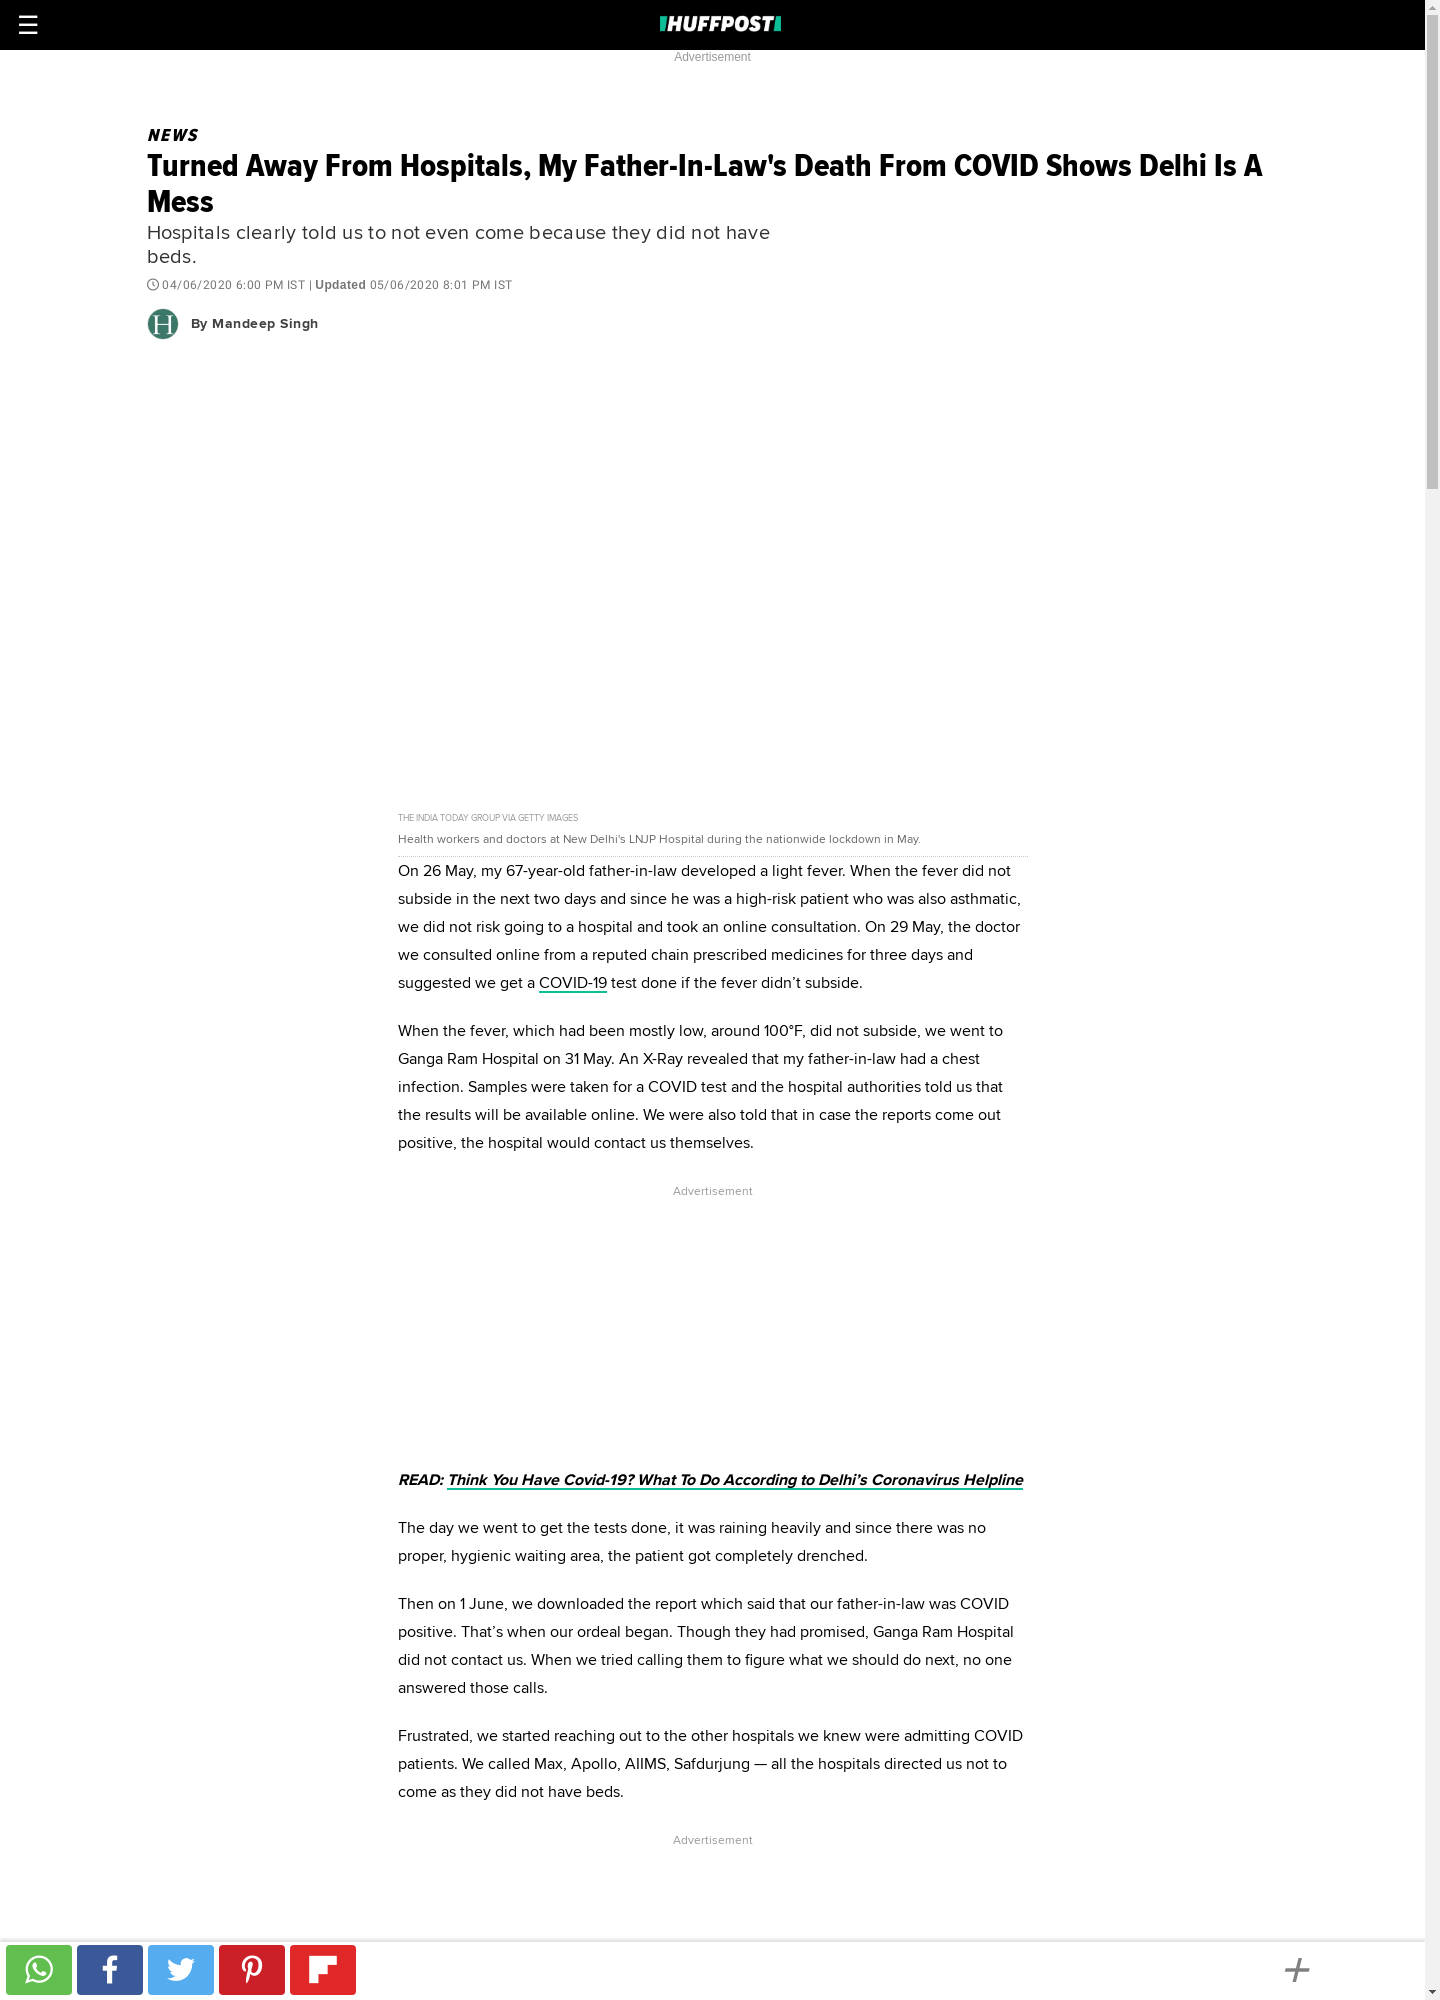 HUFFPOST
Advertisement
NEWS
Turned Away From Hospitals, My Father-In-Law's Death From COVID Shows Delhi Is A
Mess
Hospitals clearly told us to not even come because they did not have
beds.
04/06/2020 6:00 PM IST | Updated 05/06/2020 8:01 PM IST
H By Mandeep Singh
THE INDIA TODAY GROUP VIA GETTY IMAGES
Health workers and doctors at New Delhi's LNJP Hospital during the nationwide lockdown in May.
On 26 May, my 67-year-old father-in-law developed a light fever. When the fever did not
subside in the next two days and since he was a high-risk patient who was also asthmatic,
we did not risk going to a hospital and took an online consultation. On 29 May, the doctor
we consulted online from a reputed chain prescribed medicines for three days and
suggested we get a COVID-19 test done if the fever didn’t subside.
When the fever, which had been mostly low, around 100°F, did not subside, we went to
Ganga Ram Hospital on 31 May. An X-Ray revealed that my father-in-law had a chest
infection. Samples were taken for a COVID test and the hospital authorities told us that
the results will be available online. We were also told that in case the reports come out
positive, the hospital would contact us themselves.
Advertisement
READ: Think You Have Covid-19? What To Do According to Delhi’s Coronavirus Helpline
The day we went to get the tests done, it was raining heavily and since there was no
proper, hygienic waiting area, the patient got completely drenched.
Then on 1 June, we downloaded the report which said that our father-in-law was COVID
positive. That’s when our ordeal began. Though they had promised, Ganga Ram Hospital
did not contact us. When we tried calling them to figure what we should do next, no one
answered those calls.
Frustrated, we started reaching out to the other hospitals we knew were admitting COVID
patients. We called Max, Apollo, AIIMS, Safdurjung — all the hospitals directed us not to
come as they did not have beds.
Advertisement